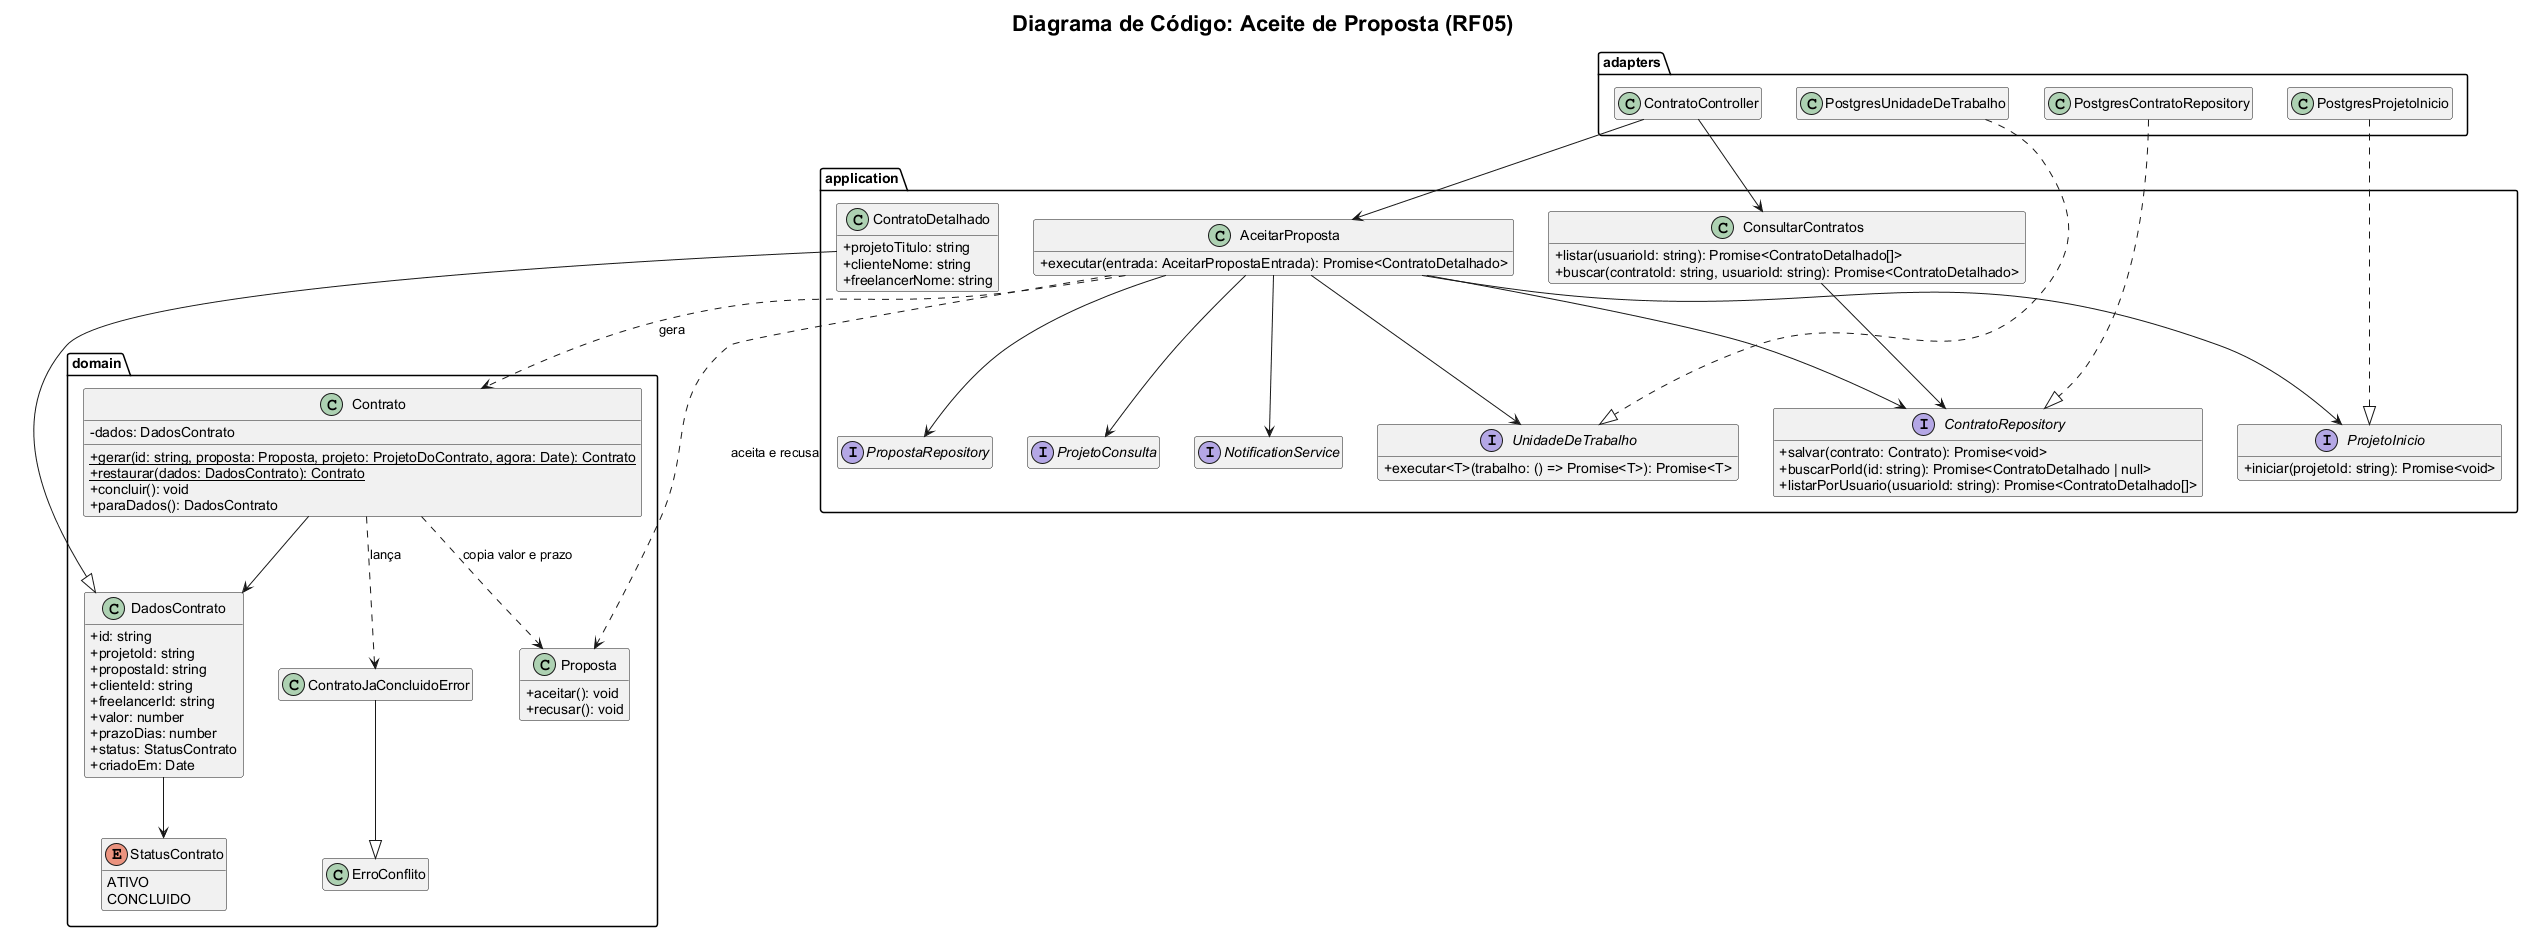 Diagrama de Código: Aceite de Proposta (RF05)
adapters
C ContratoController
C PostgresUnidadeDeTrabalho
C PostgresContratoRepository
C PostgresProjetoInicio
application
C ContratoDetalhado
+projetoTitulo: string
+clienteNome: string
+freelancerNome: string
C AceitarProposta
+executar(entrada: AceitarPropostaEntrada): Promise<ContratoDetalhado>
C ConsultarContratos
+listar(usuarioId: string): Promise<ContratoDetalhado[]>
+buscar(contratoId: string, usuarioId: string): Promise<ContratoDetalhado>
gera
aceita e recusa
I PropostaRepository
I ProjetoConsulta
I NotificationService
I UnidadeDeTrabalho
+executar<T>(trabalho: () => Promise<T>): Promise<T>
I ContratoRepository
+salvar(contrato: Contrato): Promise<void>
+buscarPorId(id: string): Promise<ContratoDetalhado | null>
+listarPorUsuario(usuarioId: string): Promise<ContratoDetalhado[]>
I ProjetoInicio
+iniciar(projetoId: string): Promise<void>
domain
C Contrato
-dados: DadosContrato
+gerar(id: string, proposta: Proposta, projeto: ProjetoDoContrato, agora: Date): Contrato
+restaurar(dados: DadosContrato): Contrato
+concluir(): void
+paraDados(): DadosContrato
lança
copia valor e prazo
C DadosContrato
+id: string
+projetoId: string
+propostaId: string
+clienteId: string
+freelancerId: string
+valor: number
+prazoDias: number
+status: StatusContrato
+criadoEm: Date
C ContratoJaConcluidoError
C Proposta
+aceitar(): void
+recusar(): void
E StatusContrato
ATIVO
CONCLUIDO
C ErroConflito